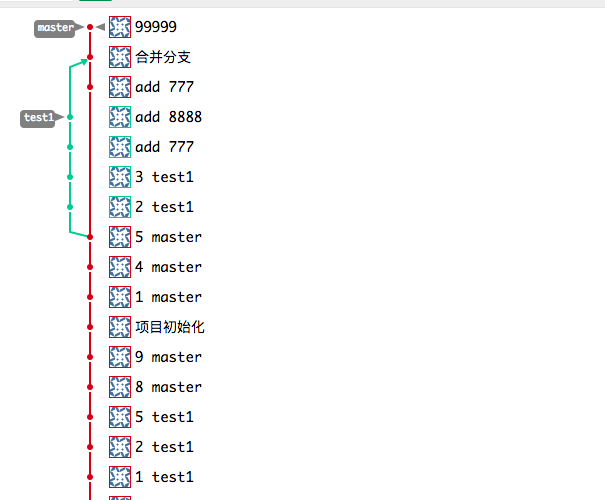 master 99999
合并分支
add 777
test1 add 8888
add 777
3 test1
2 test1
5 master
4 master
1 master
项目初始化
9 master
8 master
5 test1
2 test1
1 test1